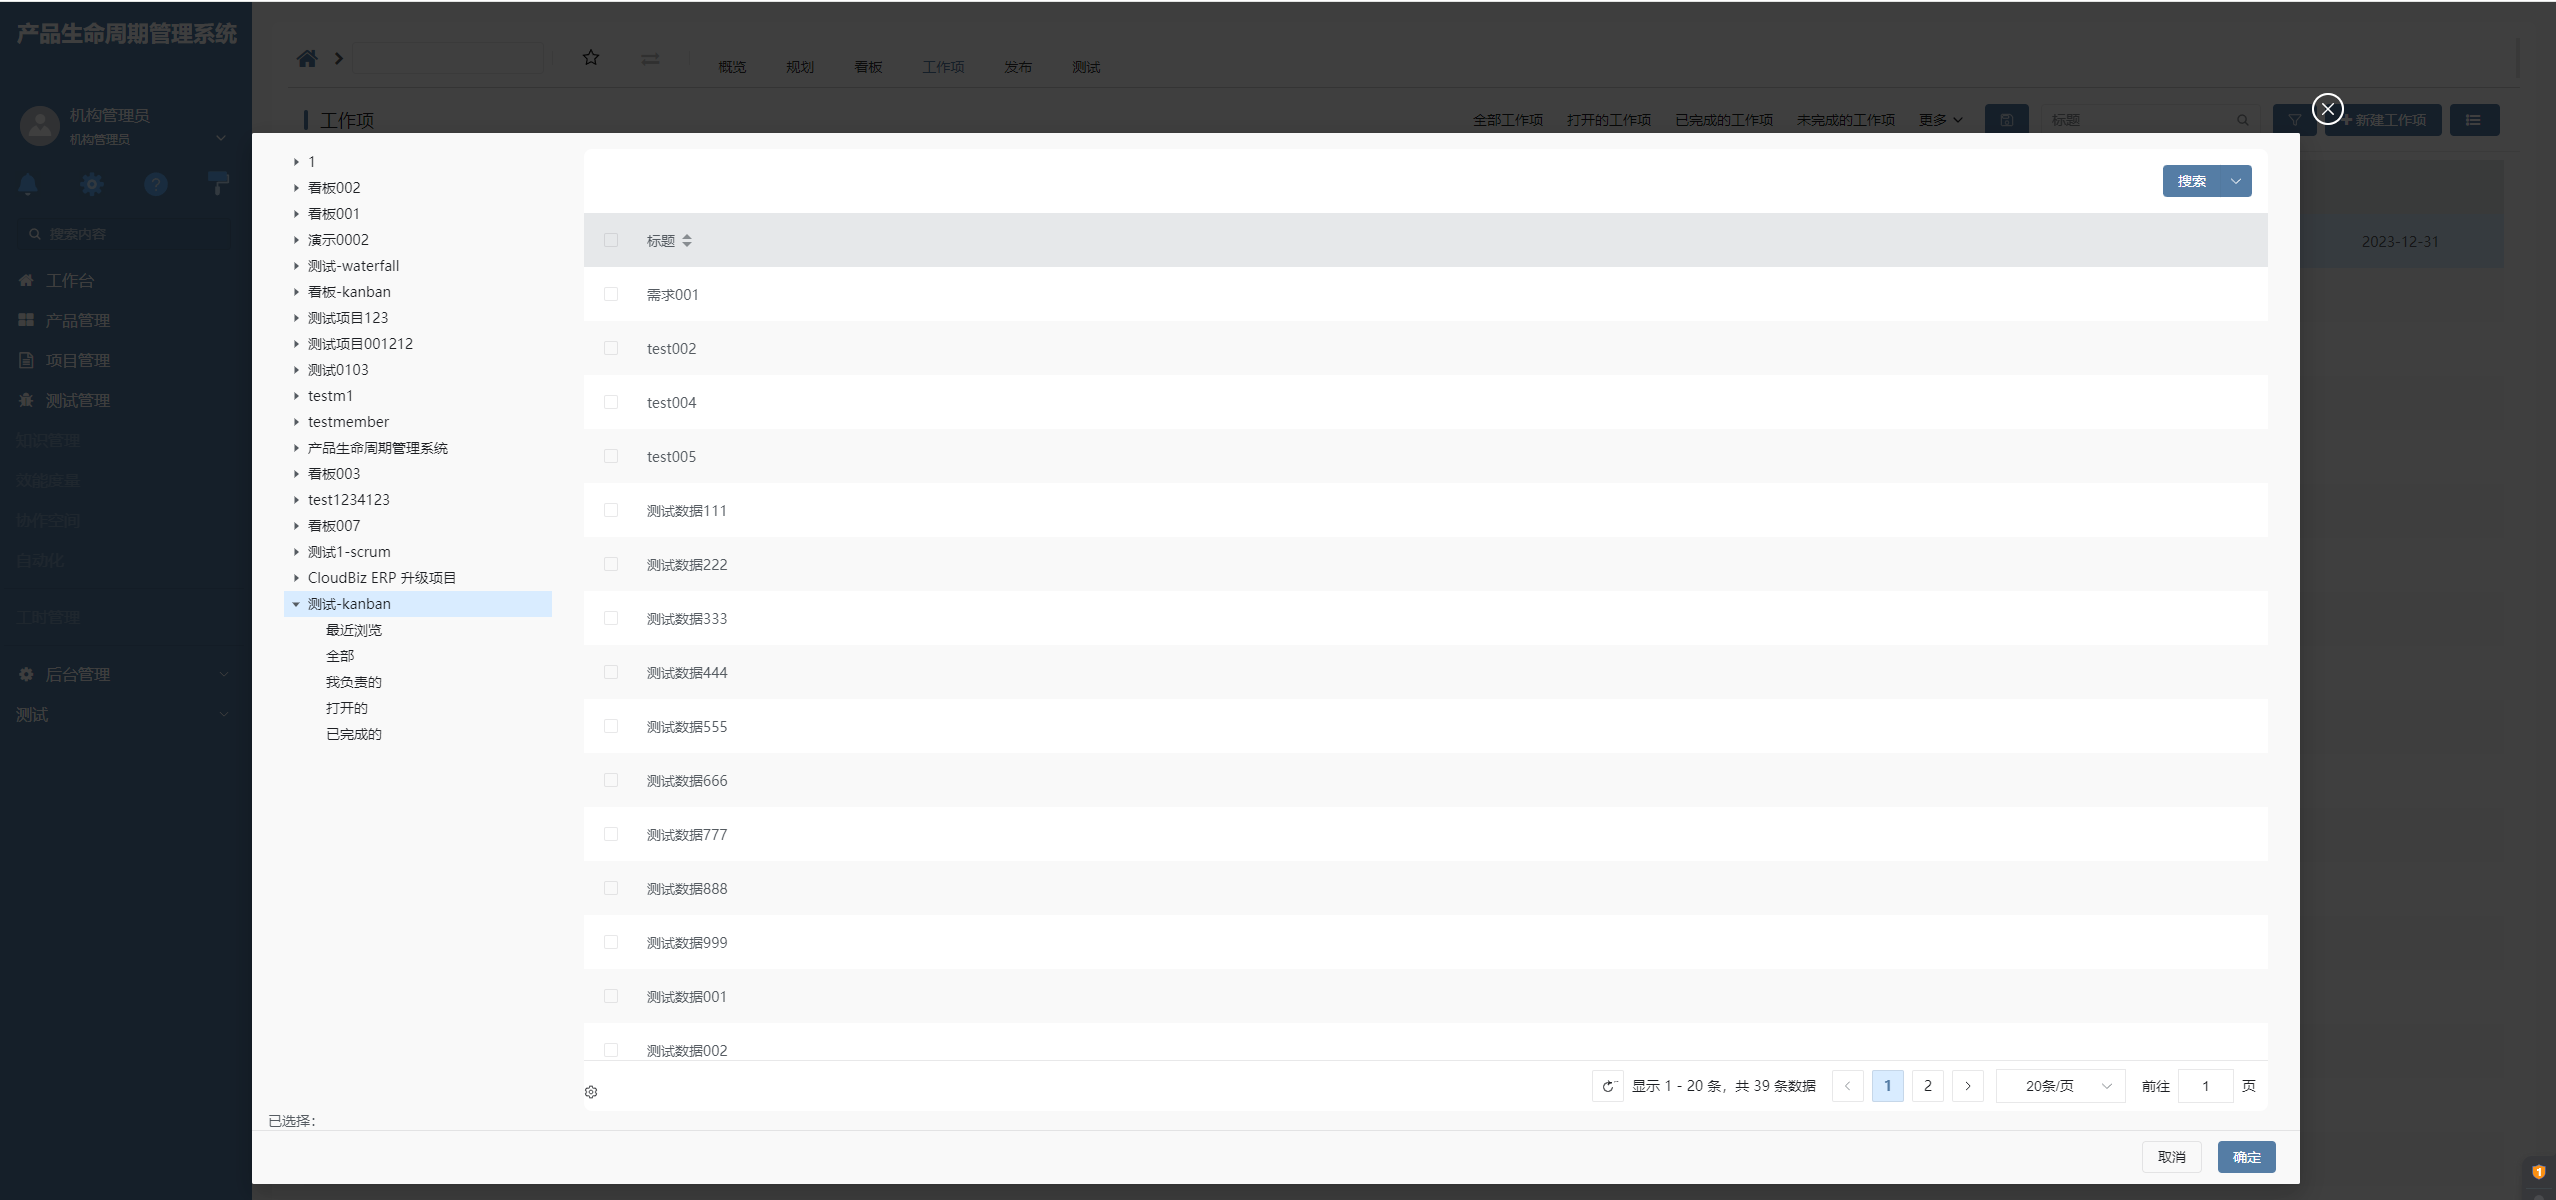 产品生命周期管理系统
概览 规划 看板 工作项 发布 测试
机构管理员
机构管理员
工作项
全部工作项 打开的工作项 已完成的工作项 未完成的工作项 更多 标题 新建工作项
搜索内容
工作台
产品管理
项目管理
测试管理
知识管理
效能度量
协作空间
自动化
工时管理
后台管理
测试
1
看板002
看板001
演示0002
测试-waterfall
看板-kanban
测试项目123
测试项目001212
测试0103
testm1
testmember
产品生命周期管理系统
看板003
test1234123
看板007
测试1-scrum
CloudBiz ERP 升级项目
测试-kanban
最近浏览
全部
我负责的
打开的
已完成的
搜索
标题
2023-12-31
需求001
test002
test004
test005
测试数据111
测试数据222
测试数据333
测试数据444
测试数据555
测试数据666
测试数据777
测试数据888
测试数据999
测试数据001
测试数据002
显示 1 - 20 条，共 39 条数据 1 2 20条/页 前往 1 页
已选择：
取消 确定